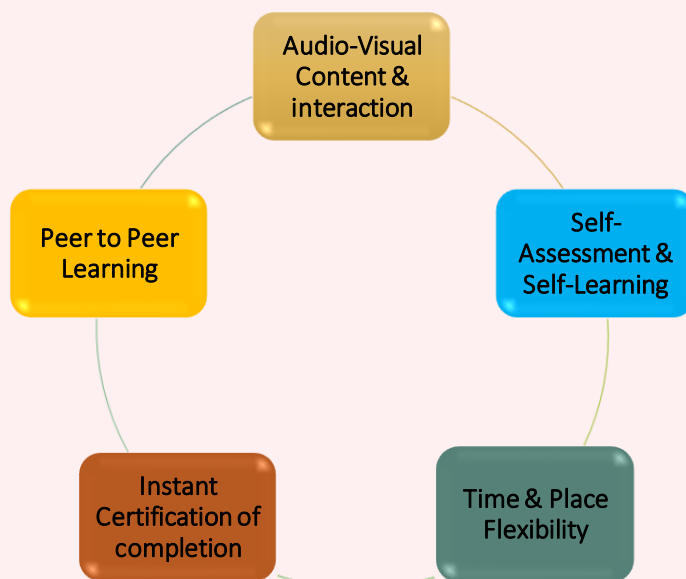 Audio-Visual
Content &
interaction
Self-
Assessment &
Self-Learning
Time & Place
Flexibility
Instant
Certification of
completion
Peer to Peer
Learning